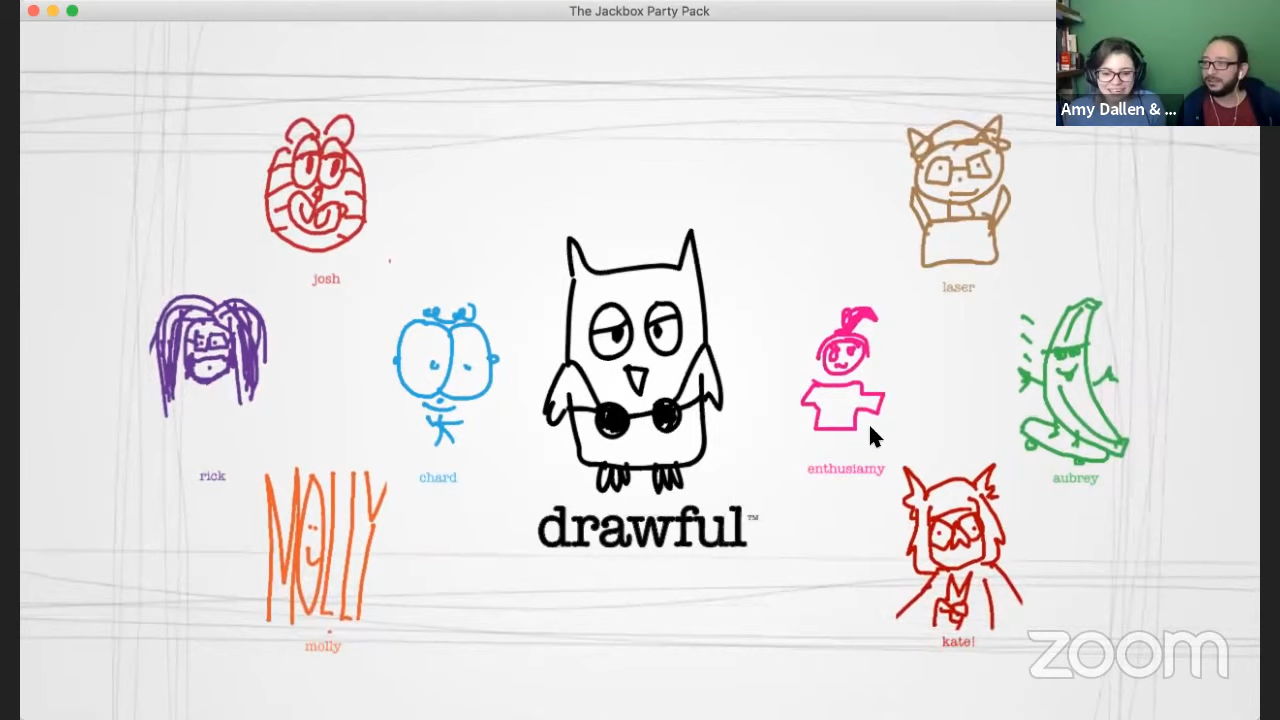 The Jackbox Party Pack
Amy Dallen & ...
josh
laser
rick
chard
enthusiamy
aubrey
drawful™
MOLLY
molly
kate!
zoom